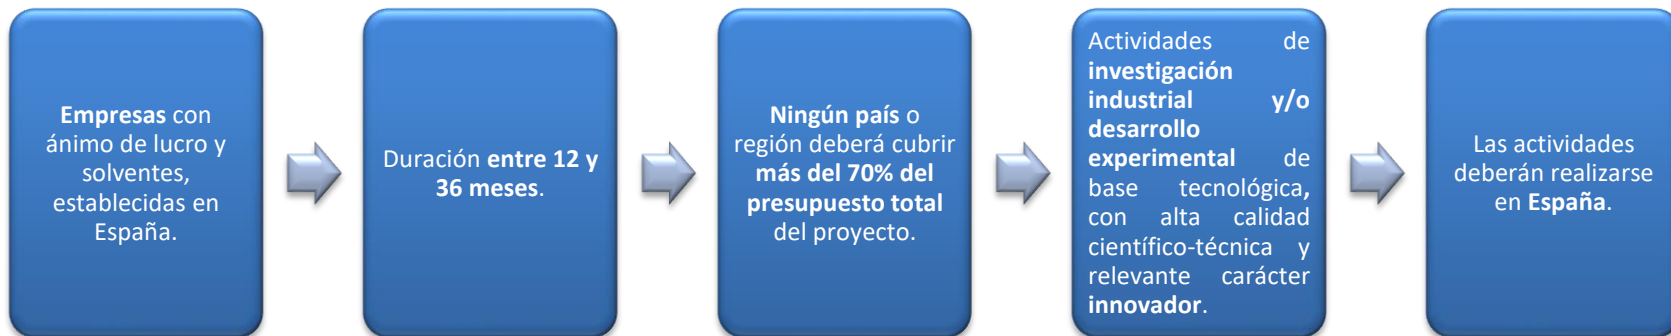 Empresas con
ánimo de lucro y
solventes,
establecidas en
España.
Duración entre 12 y
36 meses.
Ningún país o
región deberá cubrir
más del 70% del
presupuesto total
del proyecto.
Actividades de
investigación
industrial y/o
desarrollo
experimental de
base tecnológica,
con alta calidad
científico-técnica y
relevante carácter
innovador.
Las actividades
deberán realizarse
en España.